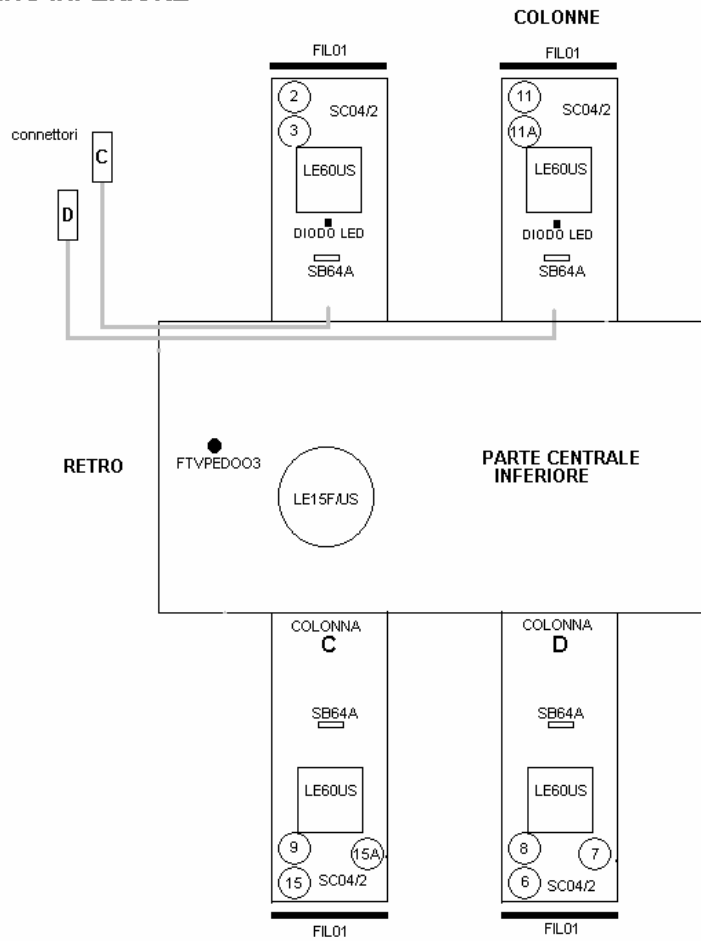 COLONNE
FIL01
FIL01
2
SC04/2
3
LE60US
DIODO LED
SB64A
11
SC04/2
11A
LE60US
DIODO LED
SB64A
connettori
C
D
RETRO
FTVPEDOO3
LE15F/US
PARTE CENTRALE
INFERIORE
COLONNA
C
SB64A
LE60US
9
15A
15
SC04/2
FIL01
COLONNA
D
SB64A
LE60US
8
7
6
SC04/2
FIL01